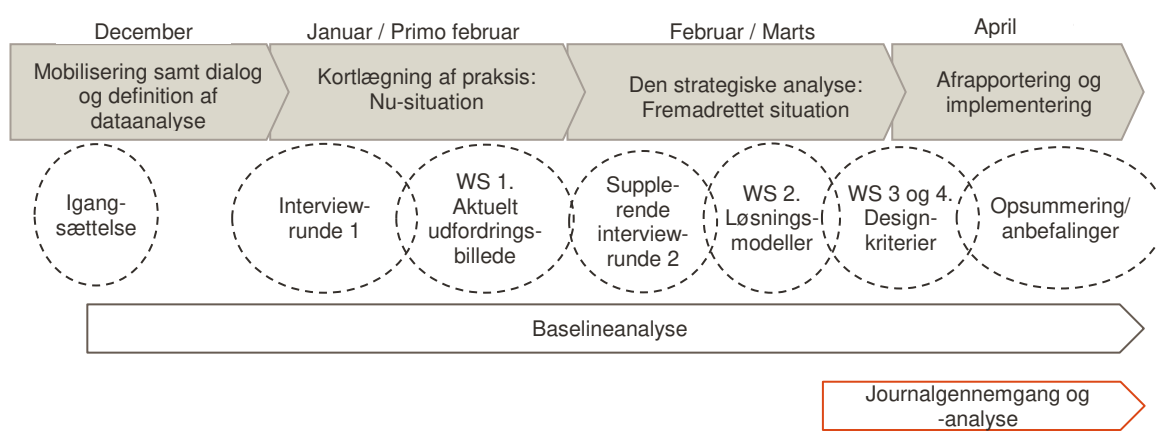 December
Januar / Primo februar
Februar / Marts
April
Mobilisering samt dialog
og definition af
dataanalyse
Kortlægning af praksis:
Nu-situation
Den strategiske analyse:
Fremadrettet situation
Afrapportering og
implementering
Igang-
sættelse
Interview-
runde 1
WS 1.
Aktuelt
udfordrings-
billede
Supple-
rende
interview-
runde 2
WS 2.
Løsnings-
modeller
WS 3 og 4.
Design-
kriterier
Opsummering/
anbefalinger
Baselineanalyse
Journalgennemgang og
-analyse